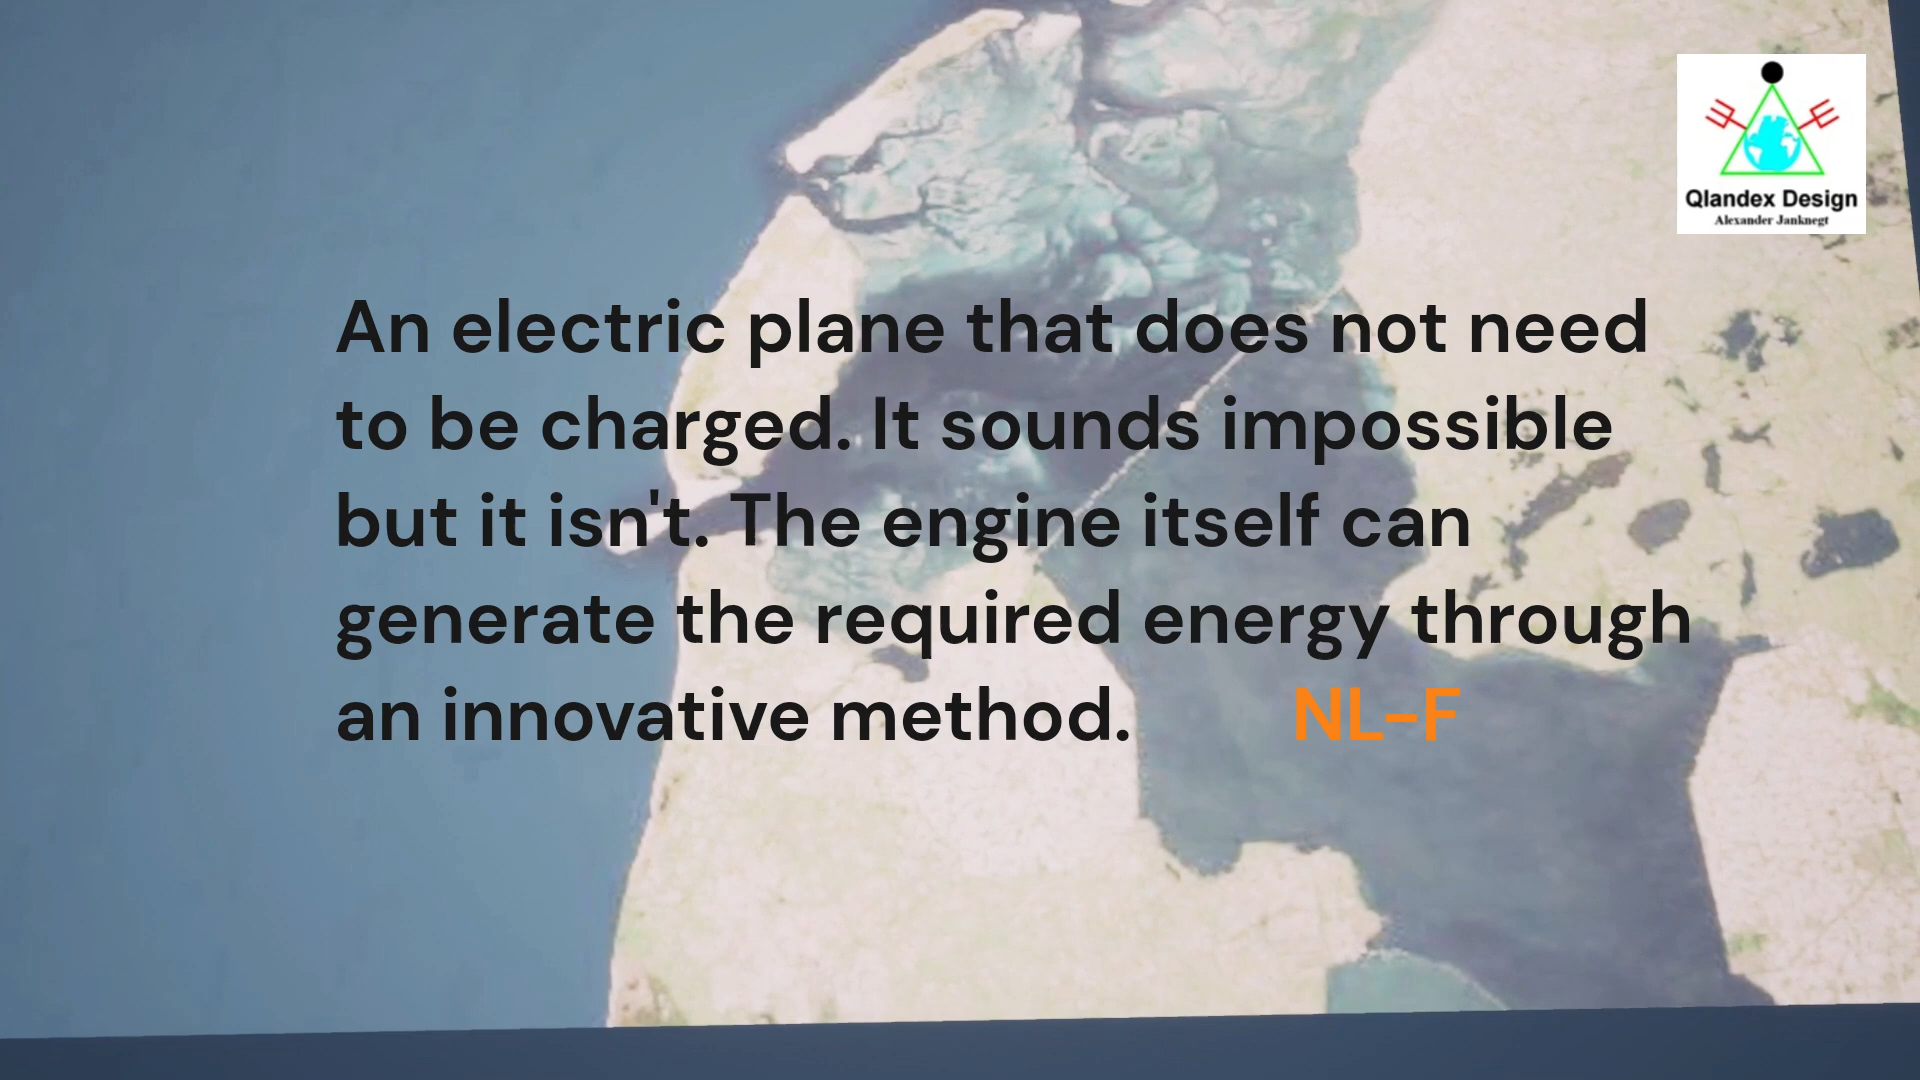 Qlandex Design
Alexander Janknegt
An electric plane that does not need
to be charged. It sounds impossible
but it isn't. The engine itself can
generate the required energy through
an innovative method. NL-F